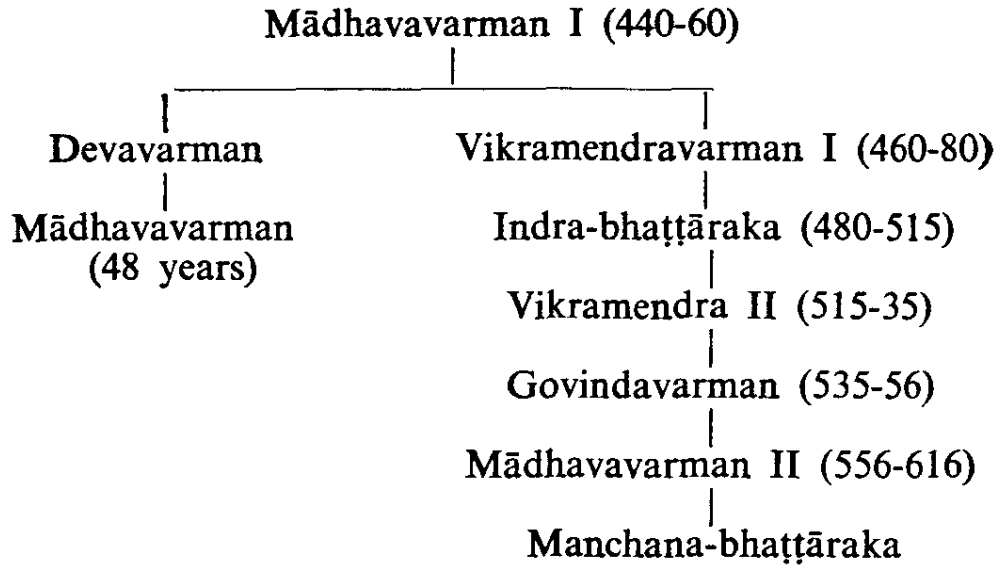 Mādhavavarman I (440-60)
Devavarman
Vikramendravarman I (460-80)
Mādhavavarman
(48 years)
Indra-bhaṭṭāraka (480-515)
Vikramendra II (515-35)
Govindavarman (535-56)
Mādhavavarman II (556-616)
Manchana-bhaṭṭāraka